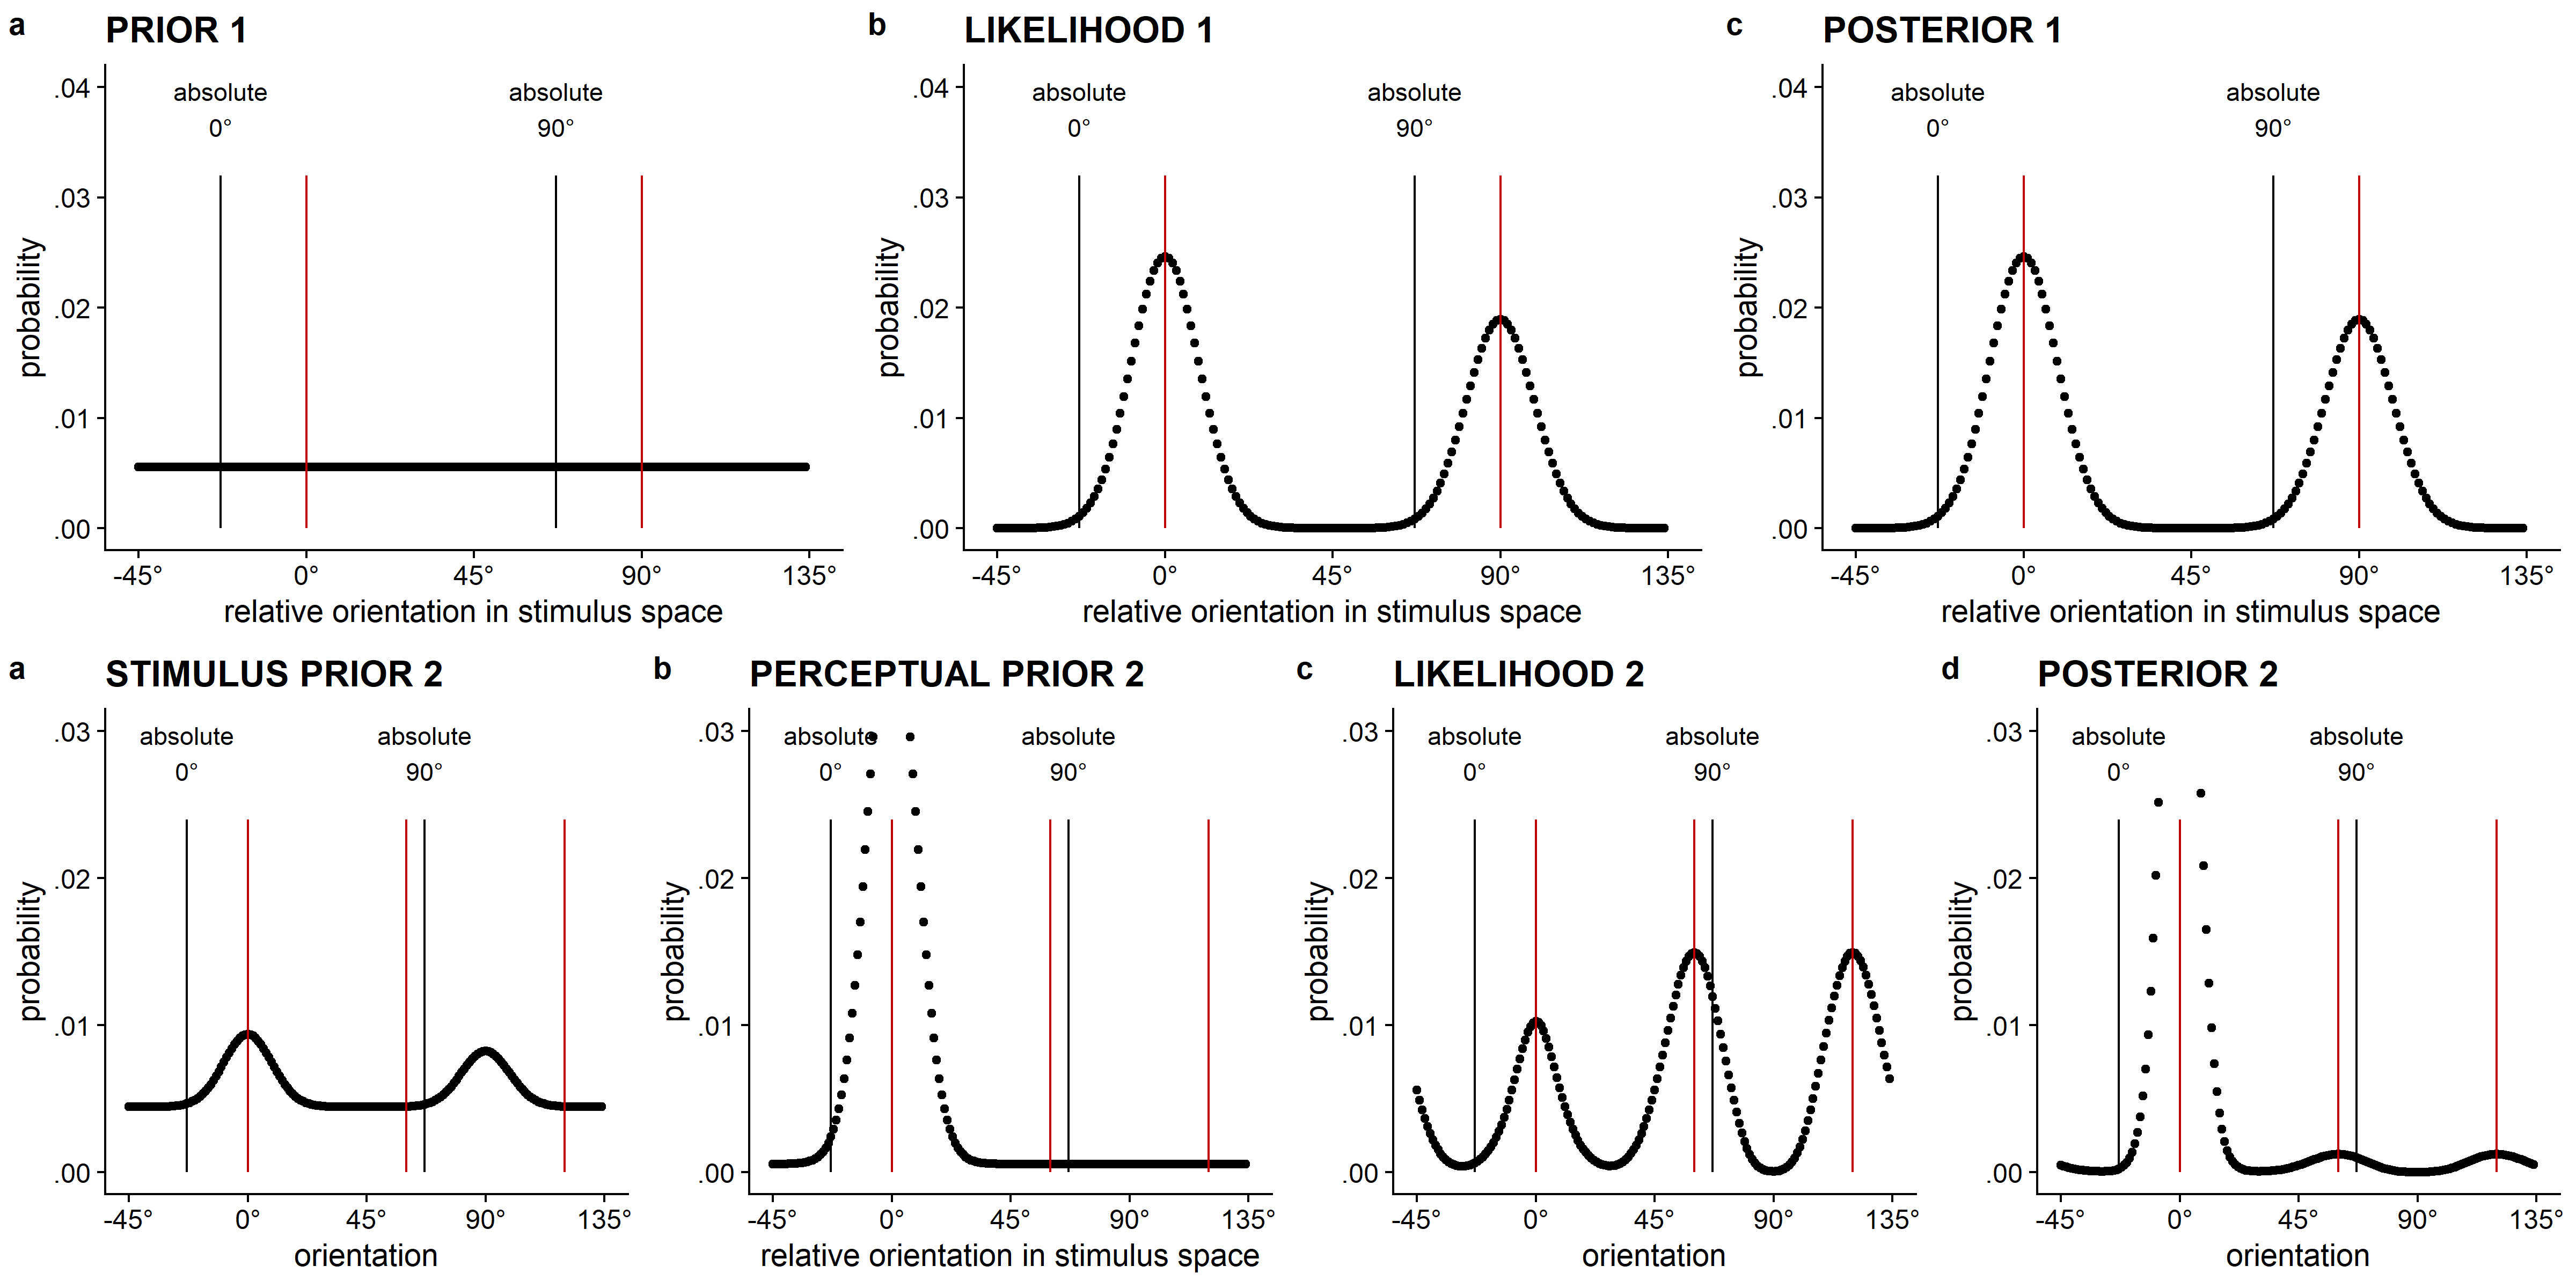 a PRIOR 1
absolute
0°
absolute
90°
.04
.03
.02
.01
.00
probability
-45° 0° 45° 90° 135°
relative orientation in stimulus space
b LIKELIHOOD 1
absolute
0°
absolute
90°
.04
.03
.02
.01
.00
probability
-45° 0° 45° 90° 135°
relative orientation in stimulus space
c POSTERIOR 1
absolute
0°
absolute
90°
.04
.03
.02
.01
.00
probability
-45° 0° 45° 90° 135°
relative orientation in stimulus space
a STIMULUS PRIOR 2
absolute
0°
absolute
90°
.03
.02
.01
.00
probability
-45° 0° 45° 90° 135°
orientation
b PERCEPTUAL PRIOR 2
absolute
0°
absolute
90°
.03
.02
.01
.00
probability
-45° 0° 45° 90° 135°
relative orientation in stimulus space
c LIKELIHOOD 2
absolute
0°
absolute
90°
.03
.02
.01
.00
probability
-45° 0° 45° 90° 135°
orientation
d POSTERIOR 2
absolute
0°
absolute
90°
.03
.02
.01
.00
probability
-45° 0° 45° 90° 135°
orientation